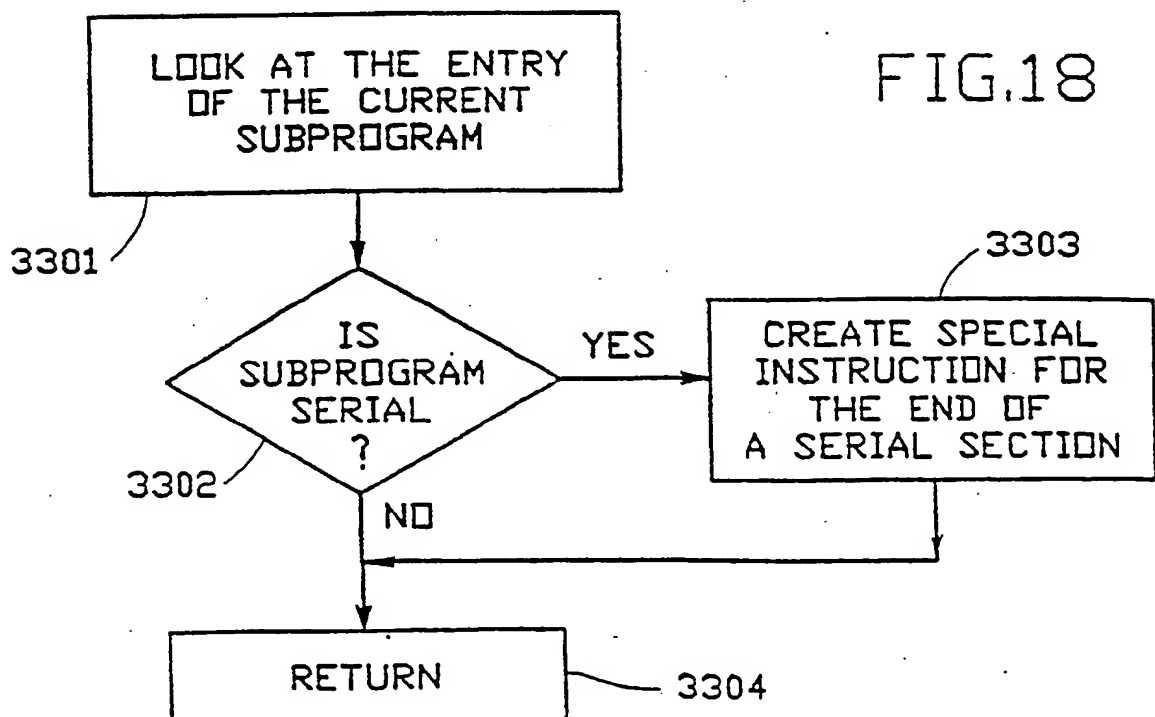 LOOK AT THE ENTRY
OF THE CURRENT
SUBPROGRAM
FIG.18
3301
3303
IS
SUBPROGRAM
SERIAL
?
YES
CREATE SPECIAL
INSTRUCTION FOR
THE END OF
A SERIAL SECTION
3302
NO
RETURN
3304